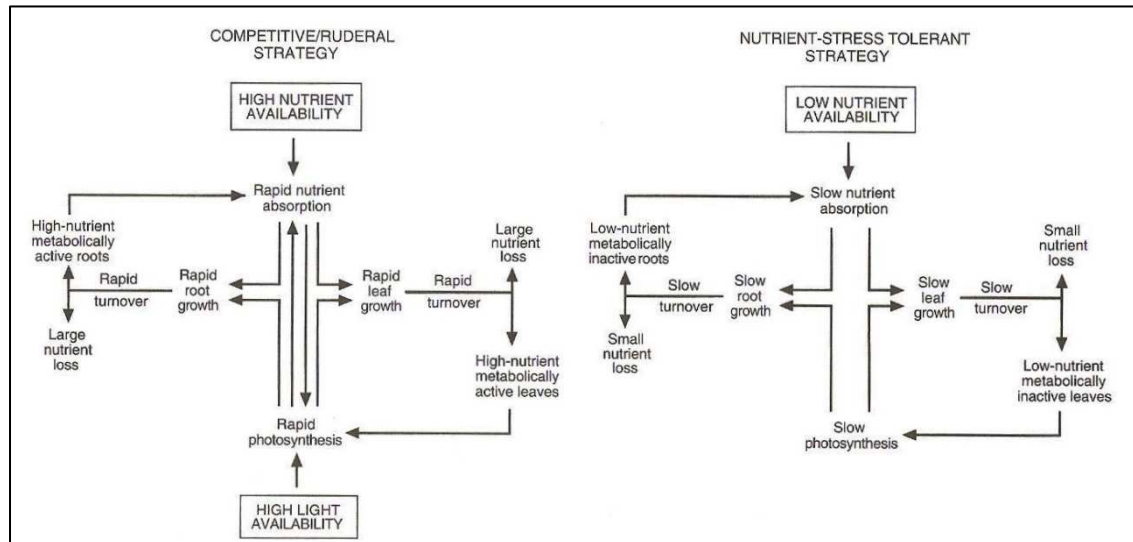 COMPETITIVE/RUDERAL
STRATEGY
HIGH NUTRIENT
AVAILABILITY
Rapid nutrient
absorption
High-nutrient
metabolically
active roots
Large
nutrient
loss
Rapid
turnover
Rapid
root
growth
Rapid
leaf
growth
Rapid
turnover
Large
nutrient
loss
High-nutrient
metabolically
active leaves
Rapid
photosynthesis
HIGH LIGHT
AVAILABILITY
NUTRIENT-STRESS TOLERANT
STRATEGY
LOW NUTRIENT
AVAILABILITY
Slow nutrient
absorption
Low-nutrient
metabolically
inactive roots
Small
nutrient
loss
Slow
turnover
Slow
root
growth
Slow
leaf
growth
Slow
turnover
Small
nutrient
loss
Low-nutrient
metabolically
inactive leaves
Slow
photosynthesis